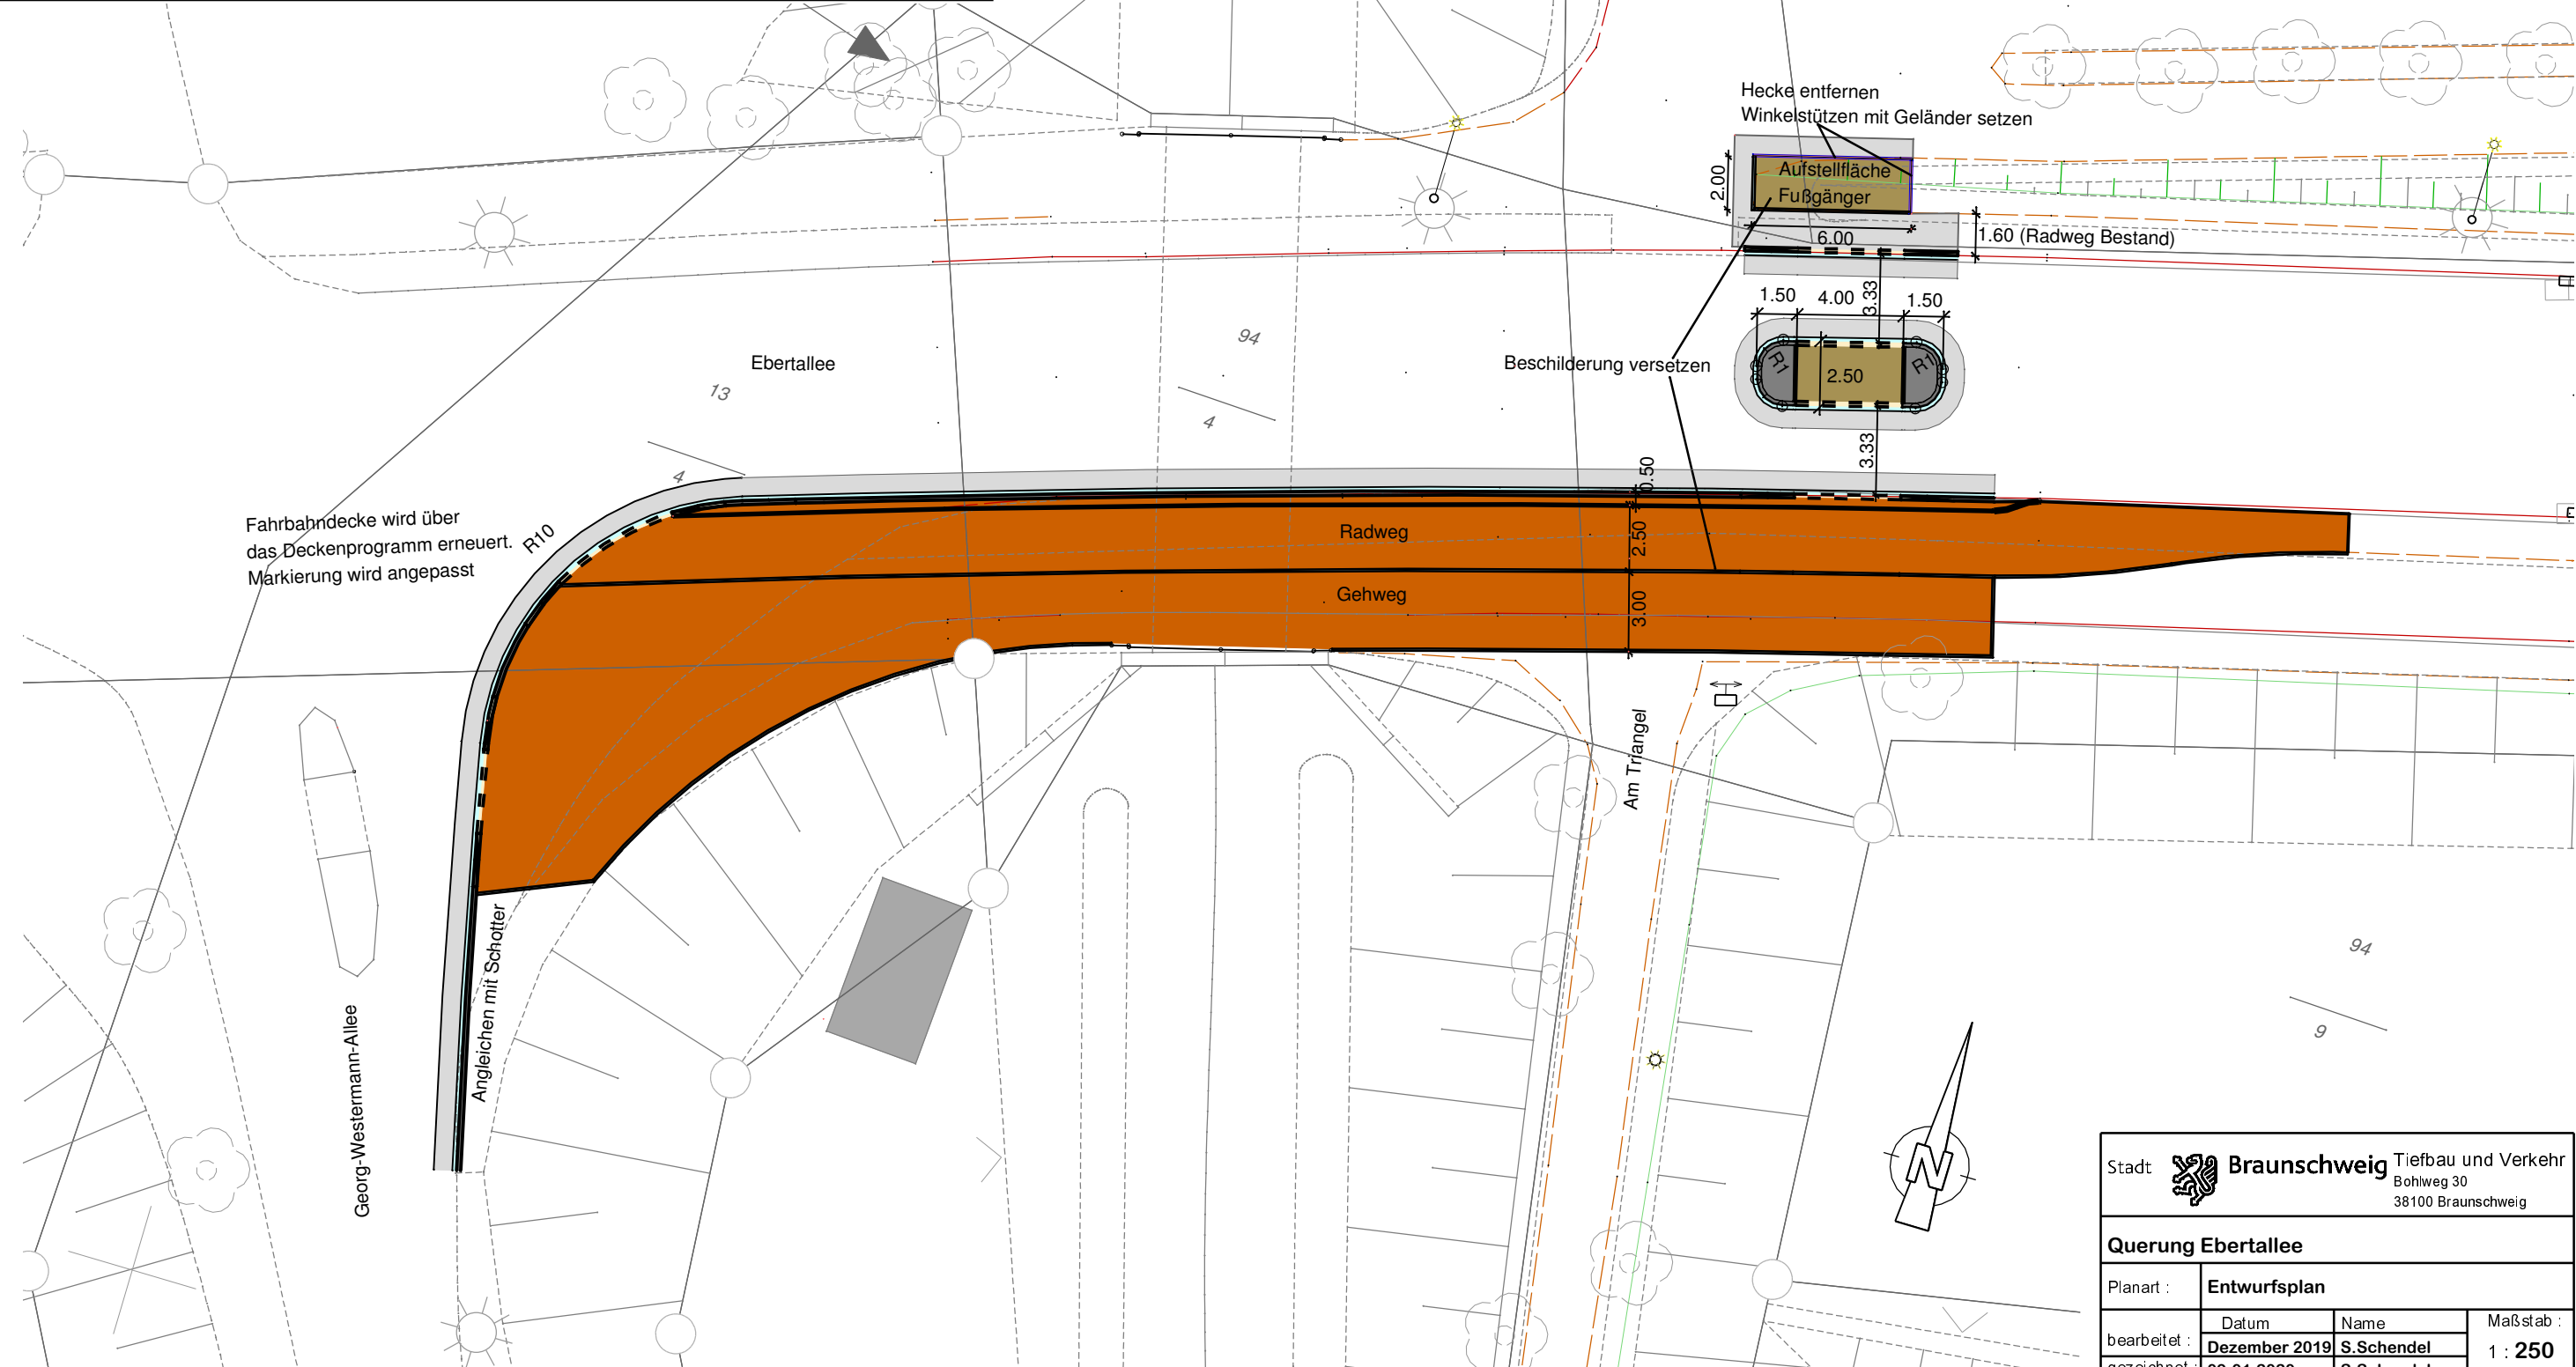 Hecke entfernen
Winkelstützen mit Geländer setzen
Aufstellfläche
Fußgänger
2.00
6.00
1.60 (Radweg Bestand)
3.33
1.50
4.00
1.50
94
4
Ebertallee
13
4
Beschilderung versetzen
R1
2.50
R1
3.33
0.50
Fahrbahndecke wird über
das Deckenprogramm erneuert.
Markierung wird angepasst
R10
Radweg
2.50
Gehweg
3.00
Am Triangel
Angleichen mit Schotter
Georg-Westermann-Allee
94
9
N
Stadt Braunschweig Tiefbau und Verkehr
Bohlweg 30
38100 Braunschweig
Querung Ebertallee
Planart : Entwurfsplan
Datum Name Maßstab :
bearbeitet : Dezember 2019 S.Schendel 1 : 250